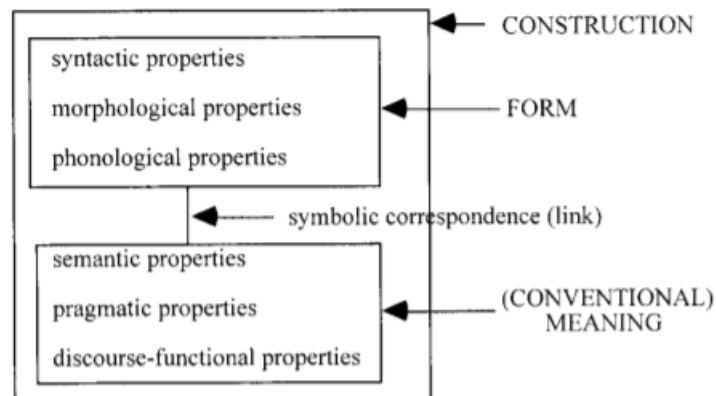 CONSTRUCTION
syntactic properties
morphological properties
FORM
phonological properties
symbolic correspondence (link)
semantic properties
pragmatic properties
(CONVENTIONAL)
MEANING
discourse-functional properties